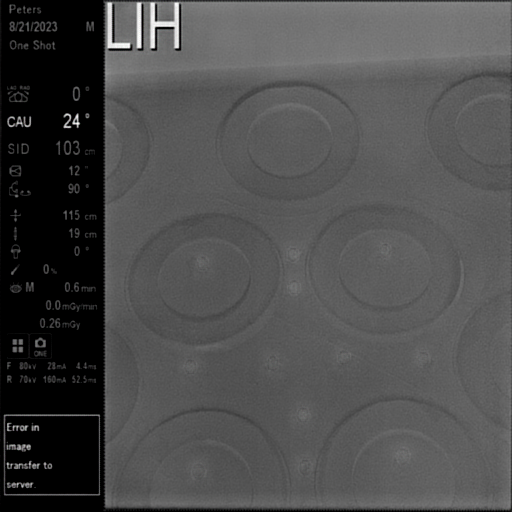 Peters
8/21/2023 M
One Shot
LIH
LAO RAO 0°
CAU 24°
SID 103 cm
12°
90°
115 cm
19 cm
0°
0%
M 0.6 min
0.0 mGy/min
0.26 mGy
ONE
F 80kV 28mA 4.4ms
R 70kV 160mA 52.5ms
Error in
image
transfer to
server.